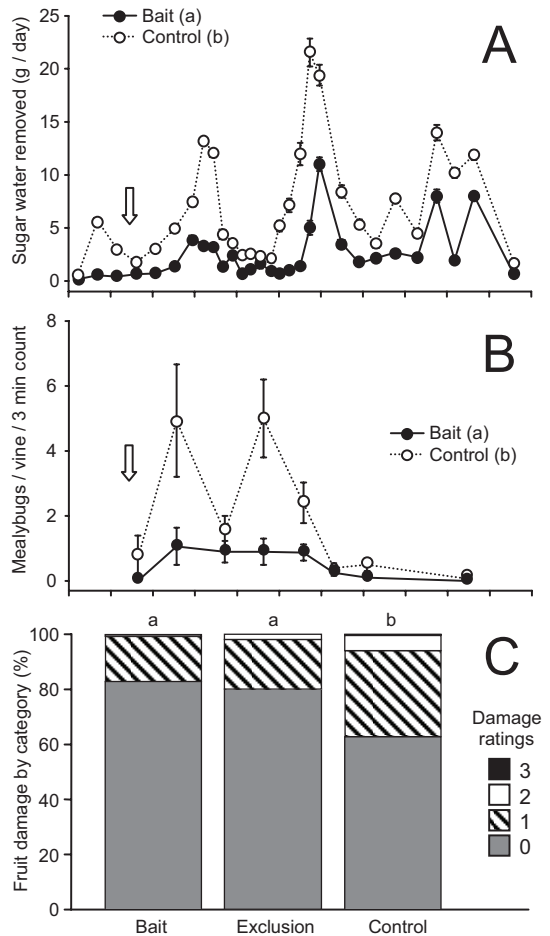 Bait (a)
Control (b)
A
Sugar water removed (g / day)
25
20
15
10
5
0
B
Mealybugs / vine / 3 min count
8
6
4
2
0
Bait (a)
Control (b)
C
Fruit damage by category (%)
100
80
60
40
20
0
a
a
b
Damage
ratings
3
2
1
0
Bait
Exclusion
Control